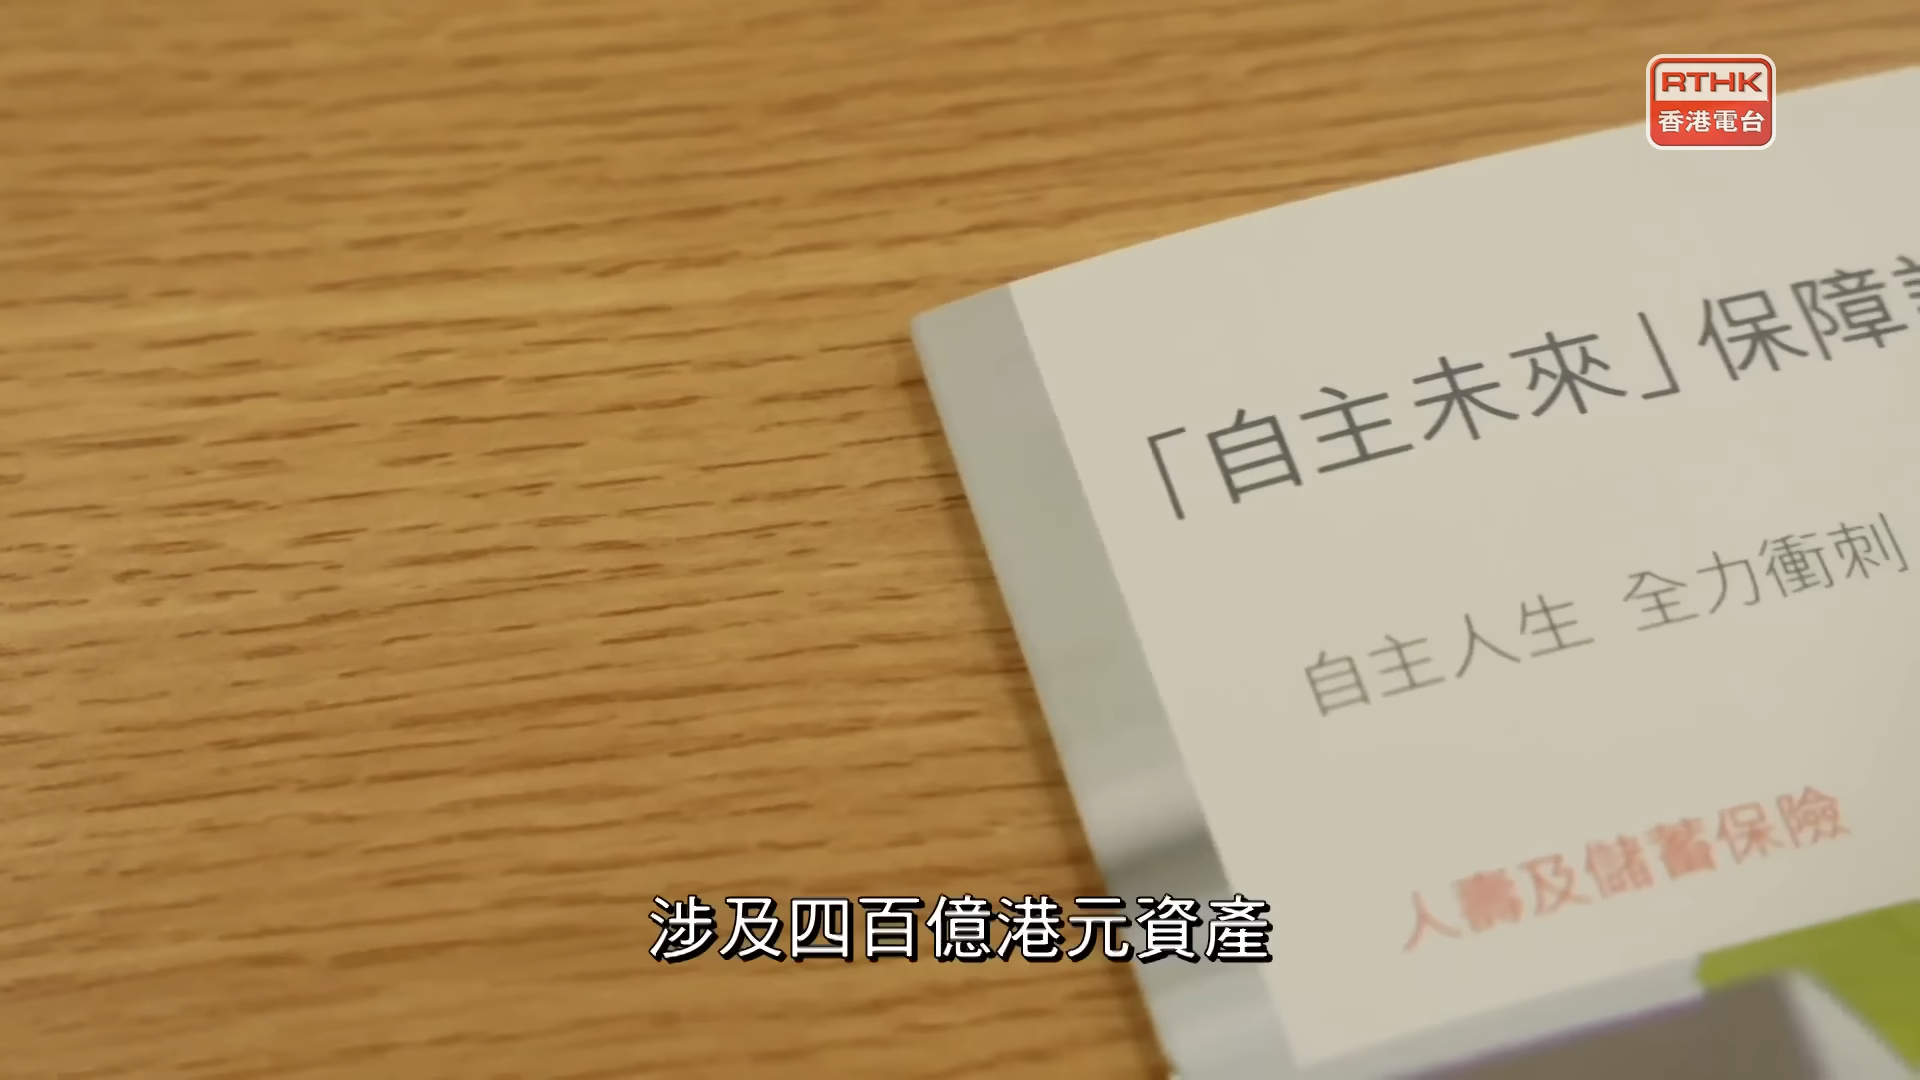 RTHK
香港電台
「自主未來」保障
自主人生 全力衝刺
人壽及儲蓄保險
涉及四百億港元資產